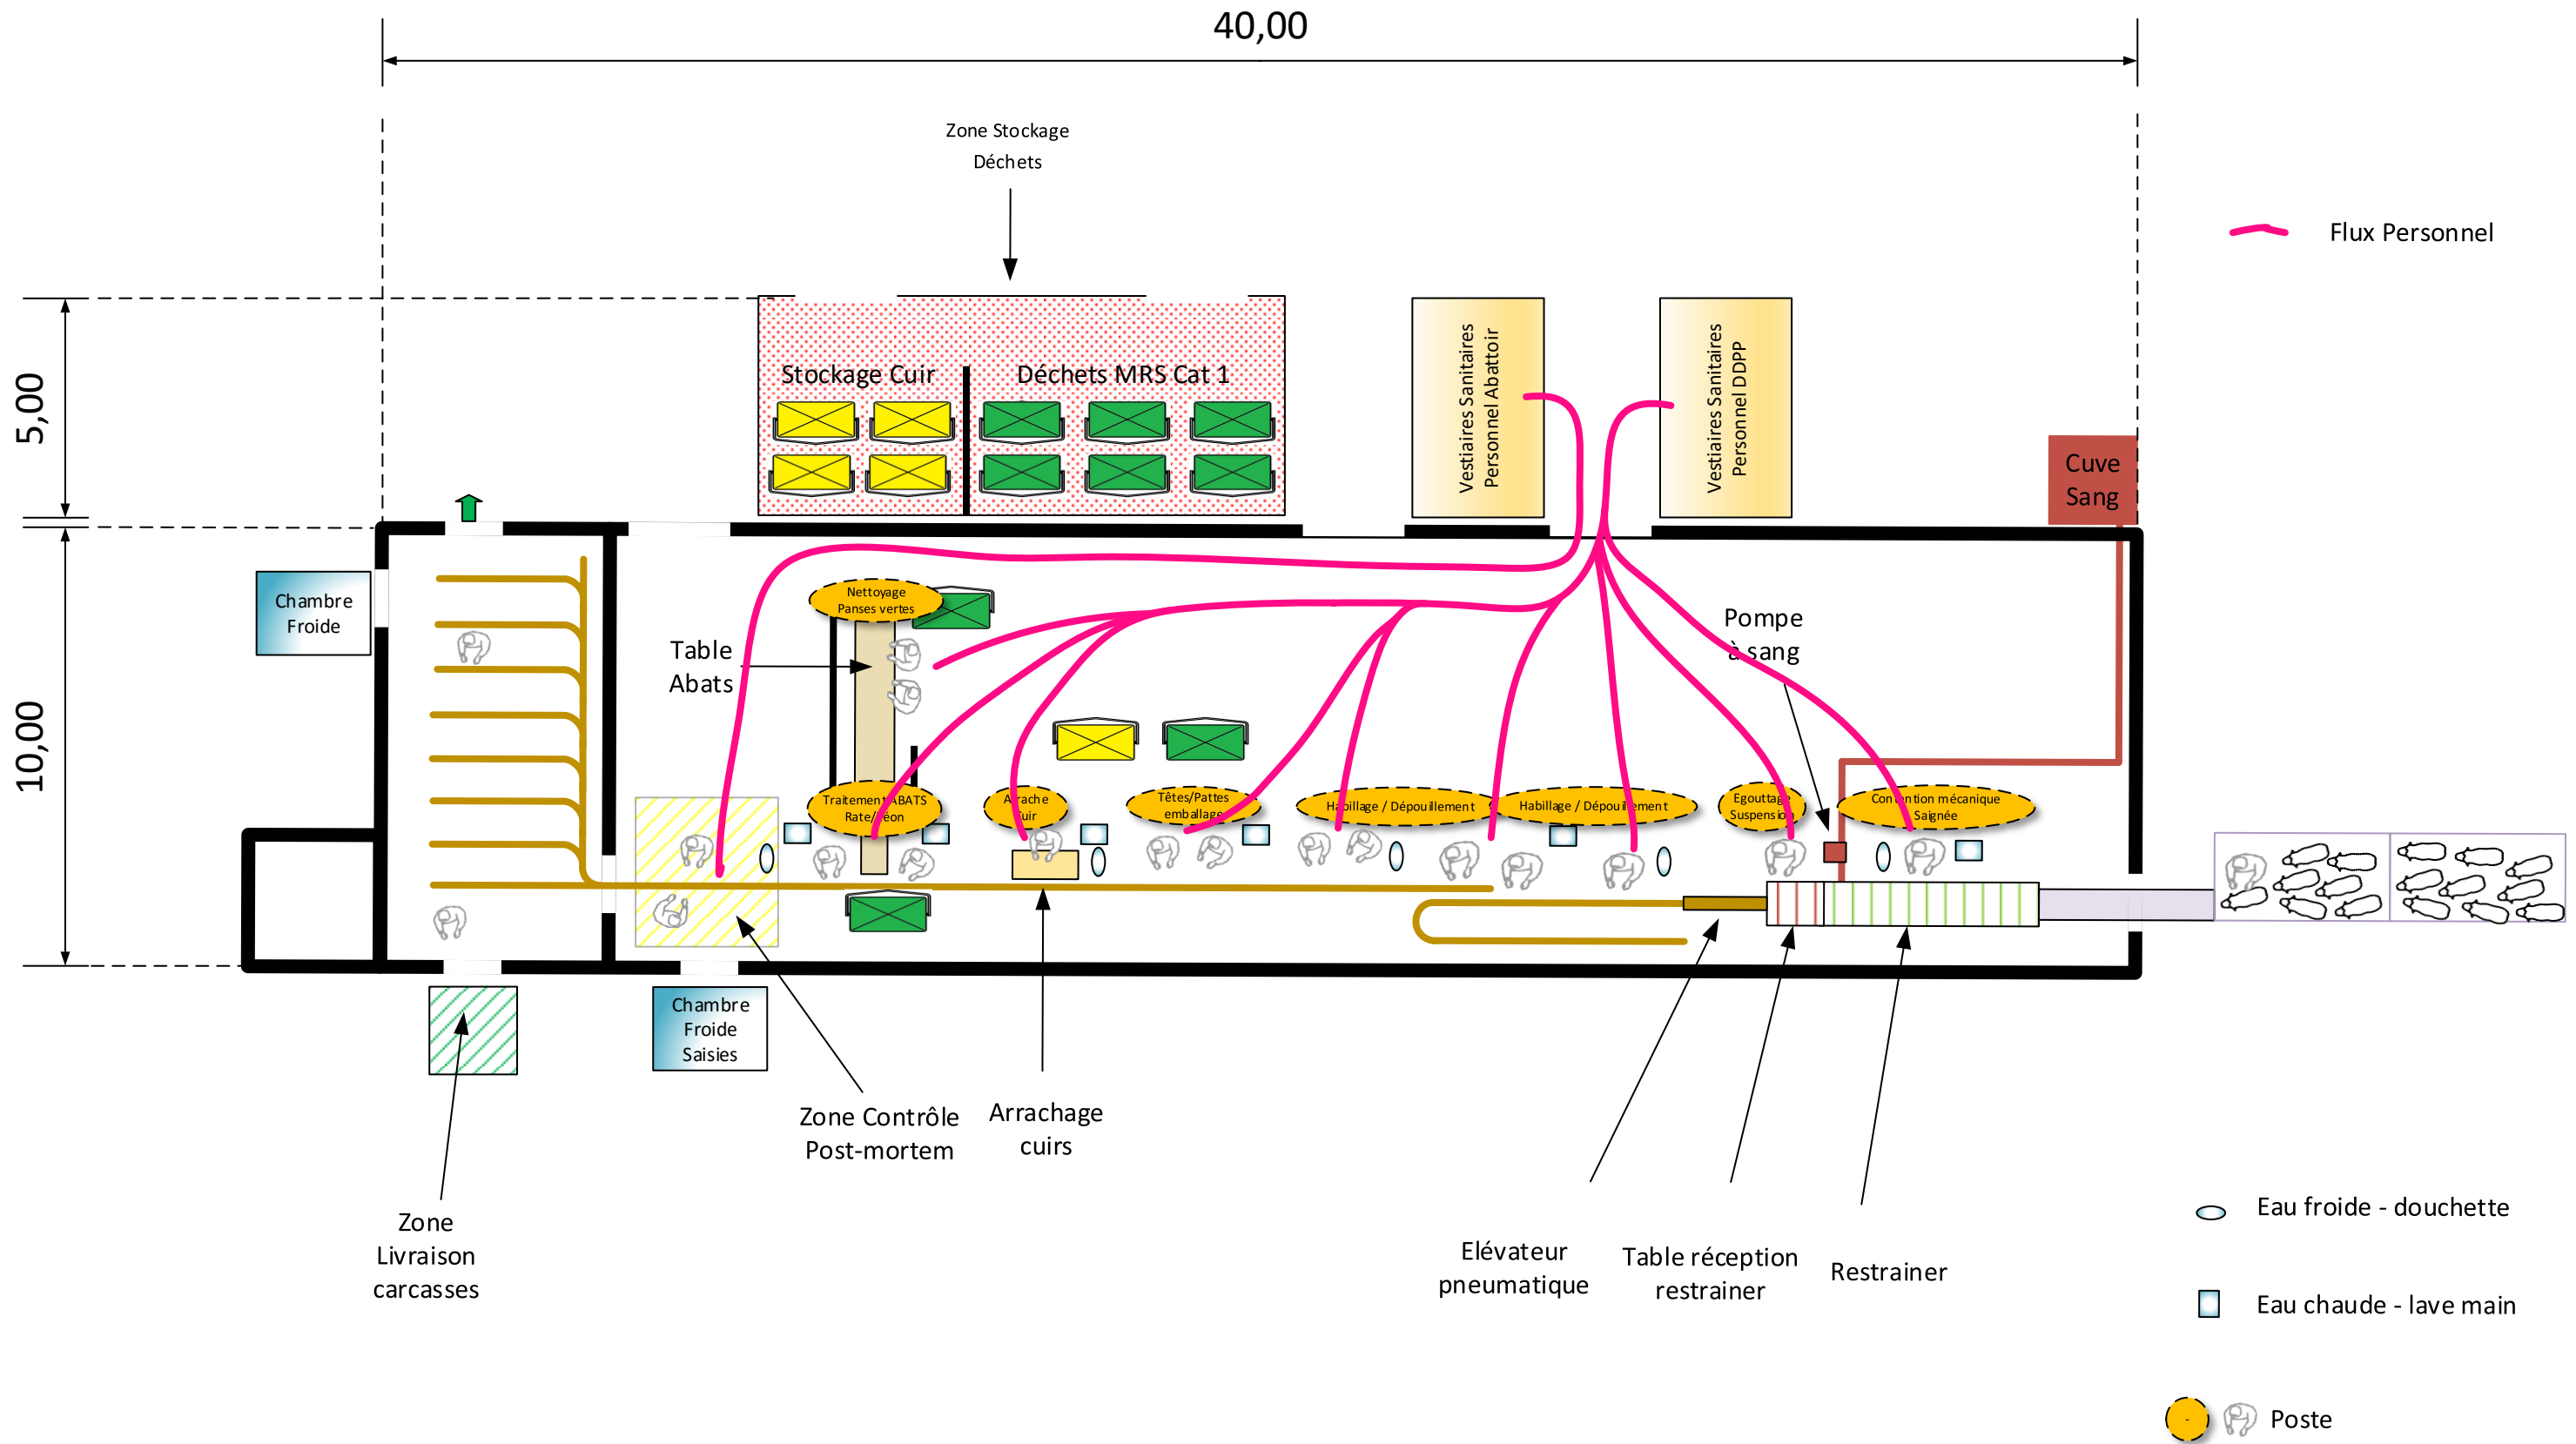 40,00
Zone Stockage
Déchets
Flux Personnel
5,00
Stockage Cuir
Déchets MRS Cat 1
Vestiaires Sanitaires
Personnel Abattoir
Vestiaires Sanitaires
Personnel DDPP
Cuve
Sang
Chambre
Froide
Nettoyage
Panses vertes
Table
Abats
Pompe
à sang
10,00
Traitement ABATS
Rate/Féon
Arrache
Cuir
Têtes/Pattes
emballage
Habillage / Dépouillement
Habillage / Dépouillement
Egouttage
Suspension
Contention mécanique
Saignée
Chambre
Froide
Saisies
Zone Contrôle
Post-mortem
Arrachage
cuirs
Zone
Livraison
carcasses
Elévateur
pneumatique
Table réception
restrainer
Restrainer
Eau froide - douchette
Eau chaude - lave main
-
Poste